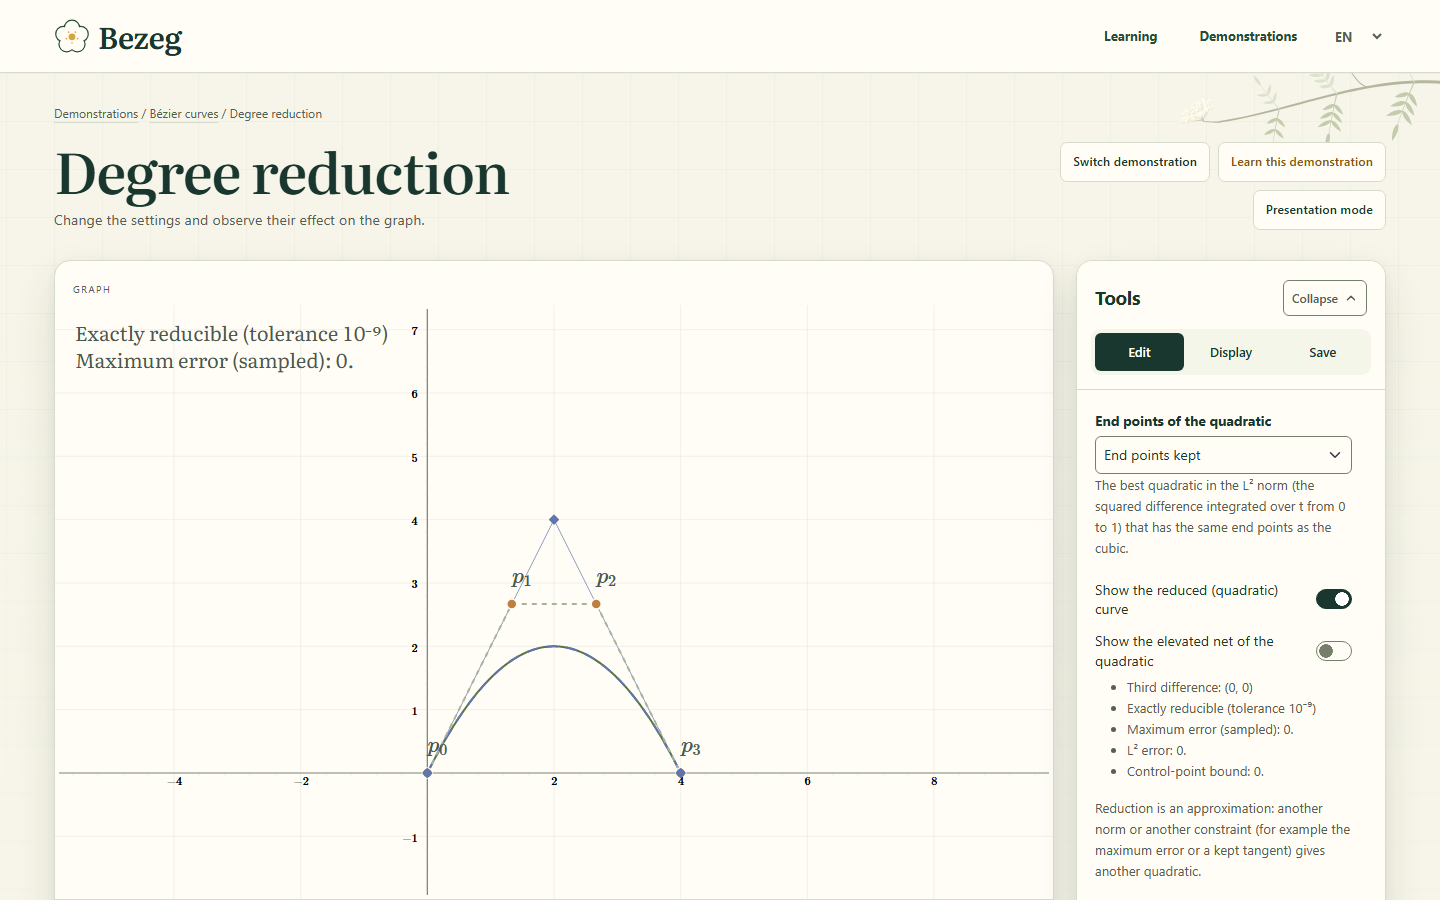 Bezeg
Learning
Demonstrations
EN
Demonstrations / Bézier curves / Degree reduction
Degree reduction
Change the settings and observe their effect on the graph.
Switch demonstration
Learn this demonstration
Presentation mode
GRAPH
Exactly reducible (tolerance 10⁻⁹)
Maximum error (sampled): 0.
7
6
5
4
3
2
1
−1
−4
−2
2
4
6
8
p₀
p₁
p₂
p₃
Tools
Collapse
Edit
Display
Save
End points of the quadratic
End points kept
The best quadratic in the L² norm (the
squared difference integrated over t from 0
to 1) that has the same end points as the
cubic.
Show the reduced (quadratic)
curve
Show the elevated net of the
quadratic
Third difference: (0, 0)
Exactly reducible (tolerance 10⁻⁹)
Maximum error (sampled): 0.
L² error: 0.
Control-point bound: 0.
Reduction is an approximation: another
norm or another constraint (for example the
maximum error or a kept tangent) gives
another quadratic.